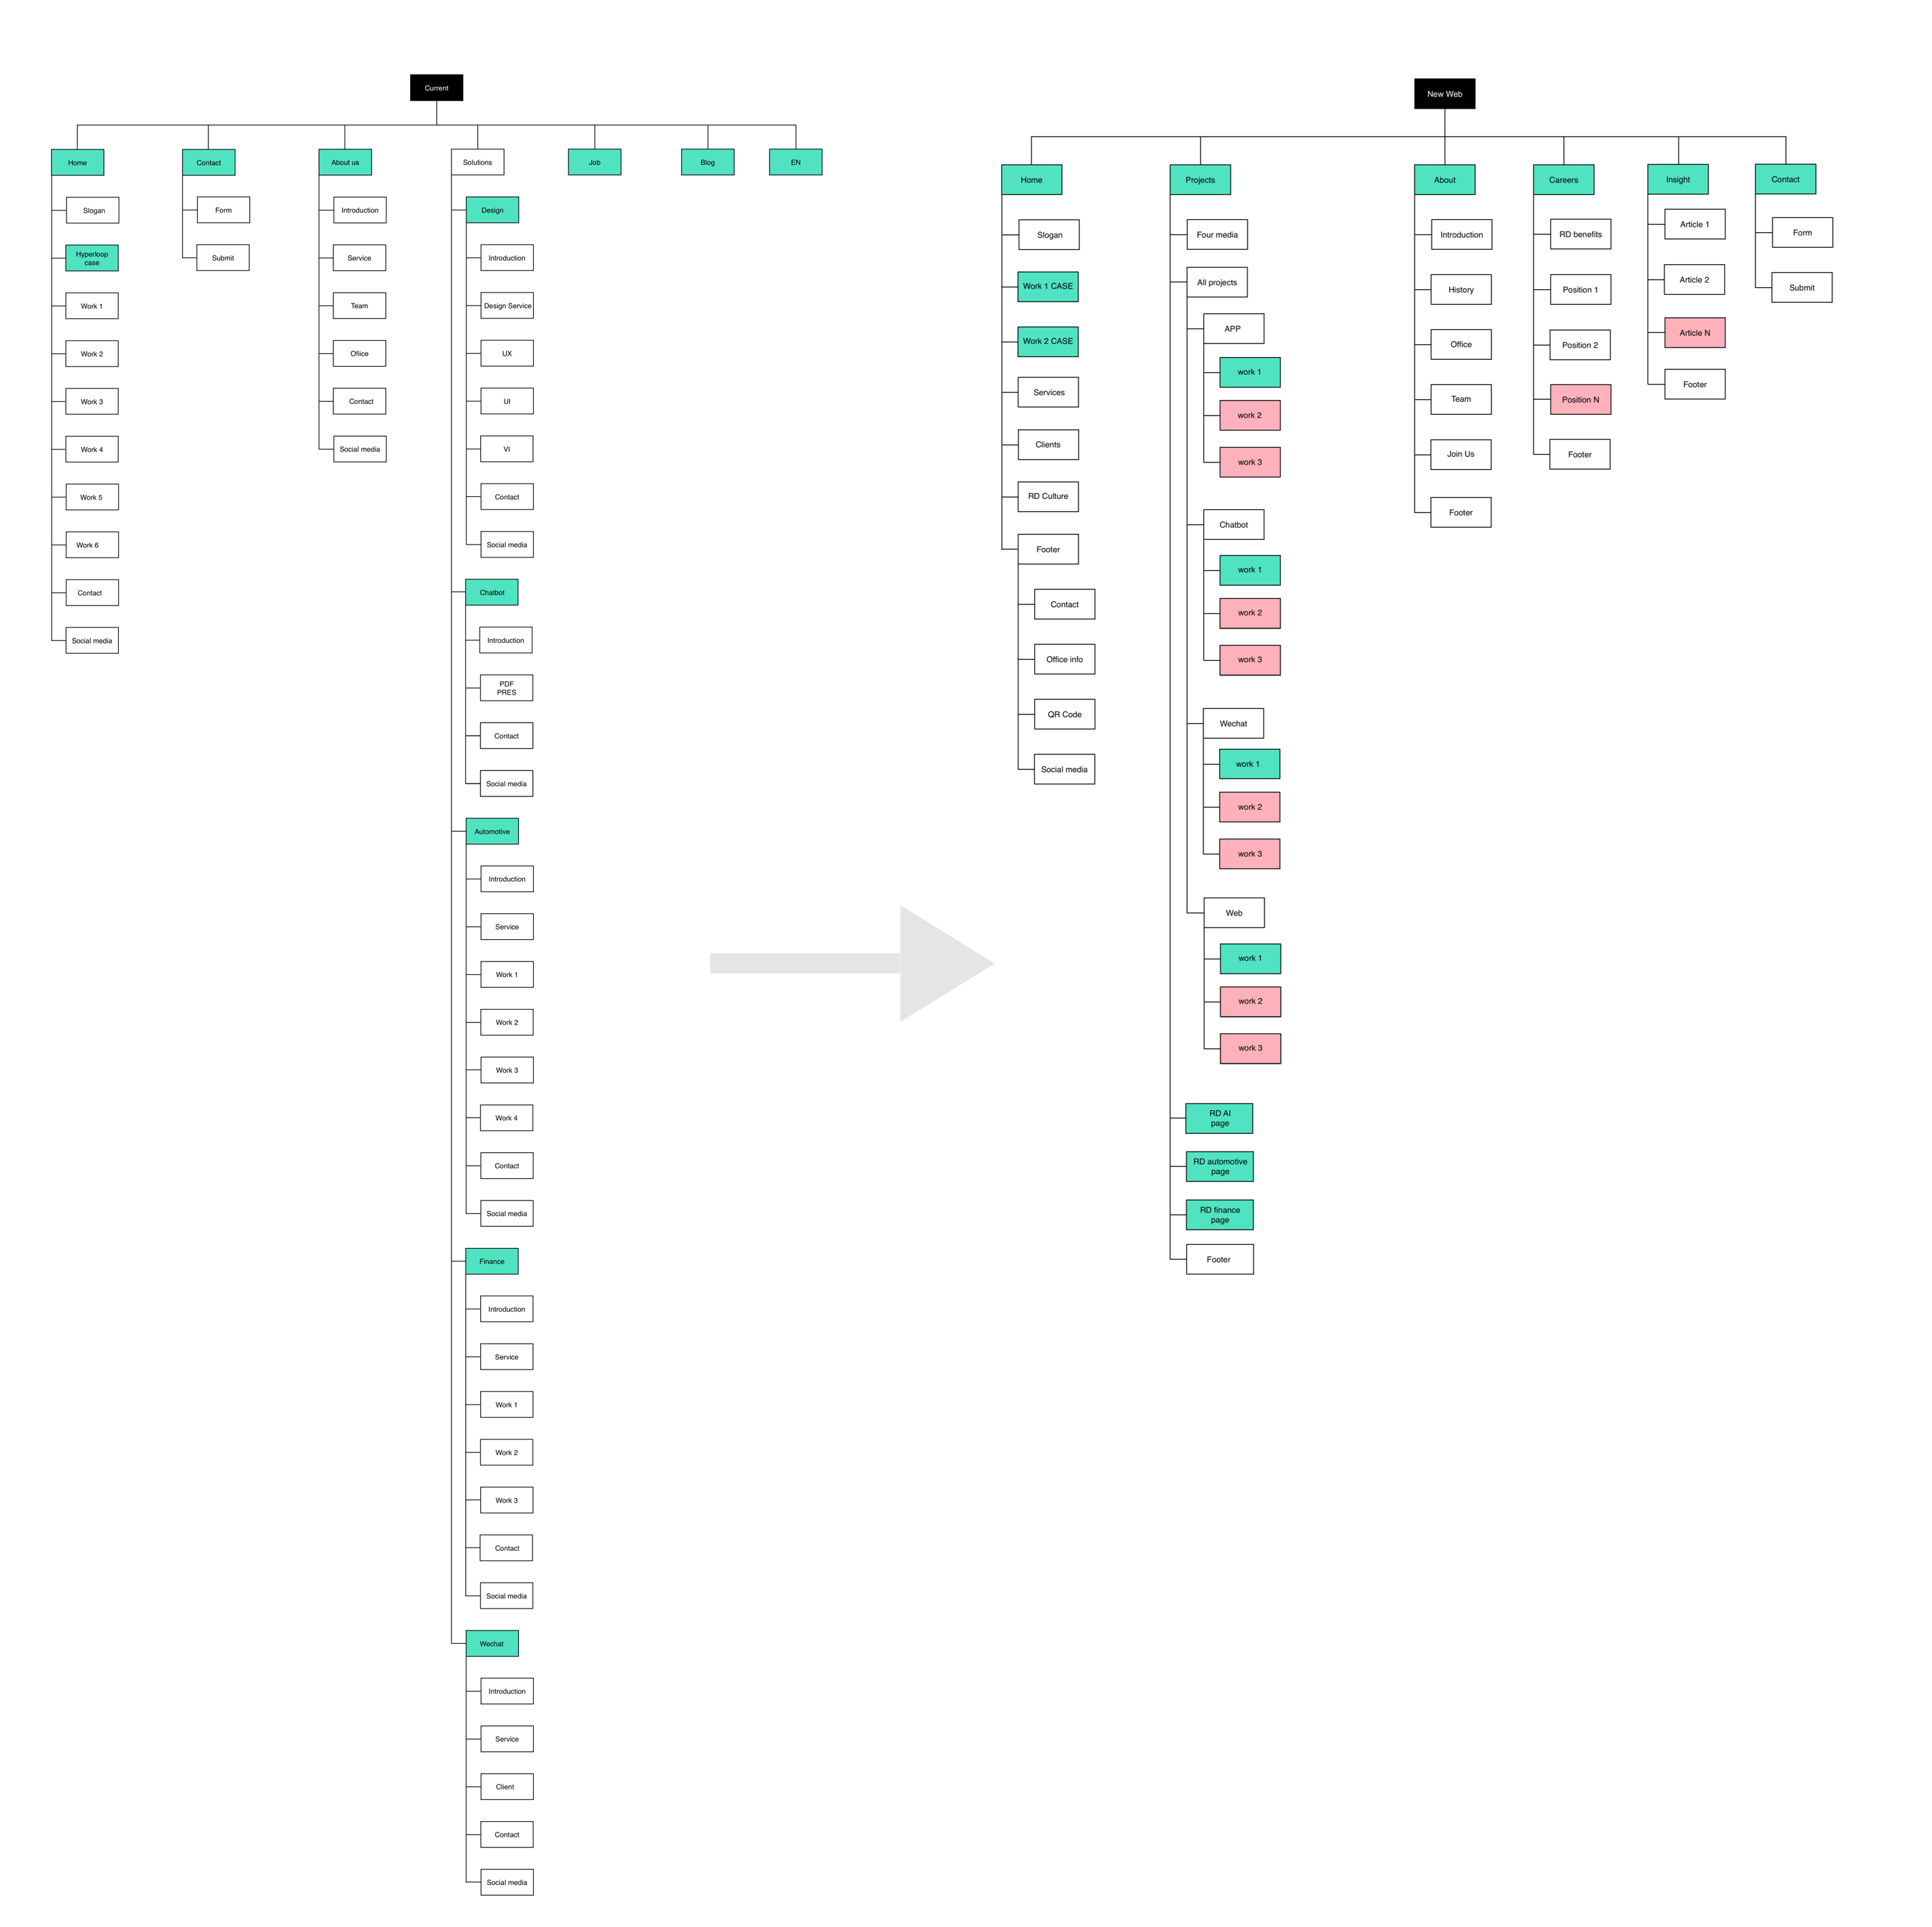 Current
Home
Slogan
Hyperloop
case
Work 1
Work 2
Work 3
Work 4
Work 5
Work 6
Contact
Social media
Contact
Form
Submit
About us
Introduction
Service
Team
Ofiice
Contact
Social media
Solutions
Design
Introduction
Design Service
UX
UI
VI
Contact
Social media
Chatbot
Introduction
PDF
PRES
Contact
Social media
Automotive
Introduction
Service
Work 1
Work 2
Work 3
Work 4
Contact
Social media
Finance
Introduction
Service
Work 1
Work 2
Work 3
Contact
Social media
Wechat
Introduction
Service
Client
Contact
Social media
Job
Blog
EN
New Web
Home
Slogan
Work 1 CASE
Work 2 CASE
Services
Clients
RD Culture
Footer
Contact
Office info
QR Code
Social media
Projects
Four media
All projects
APP
work 1
work 2
work 3
Chatbot
work 1
work 2
work 3
Wechat
work 1
work 2
work 3
Web
work 1
work 2
work 3
RD AI
page
RD automotive
page
RD finance
page
Footer
About
Introduction
History
Office
Team
Join Us
Footer
Careers
RD benefits
Position 1
Position 2
Position N
Footer
Insight
Article 1
Article 2
Article N
Footer
Contact
Form
Submit